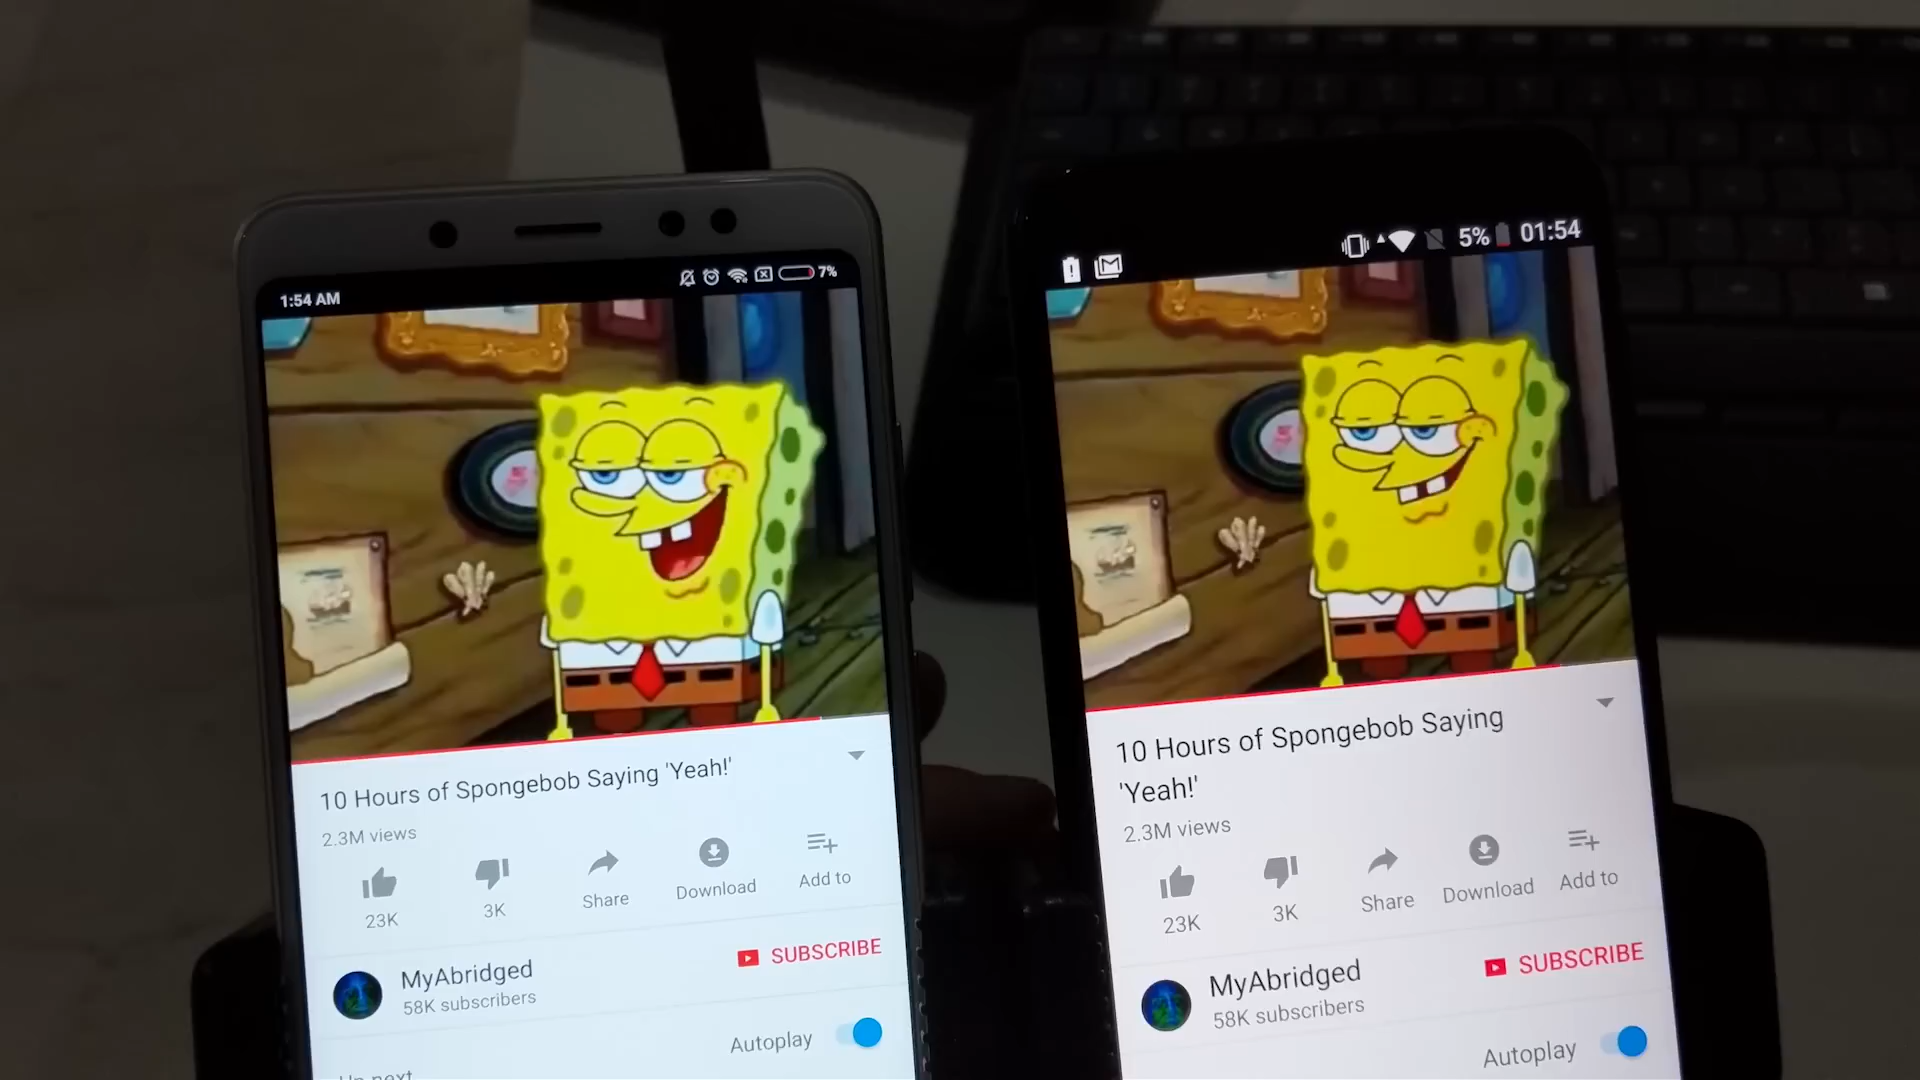 1:54 AM
7%
10 Hours of Spongebob Saying 'Yeah!'
2.3M views
23K
3K
Share
Download
Add to
MyAbridged
58K subscribers
SUBSCRIBE
Autoplay
Up next
5% 01:54
10 Hours of Spongebob Saying
'Yeah!'
2.3M views
23K
3K
Share
Download
Add to
MyAbridged
58K subscribers
SUBSCRIBE
Autoplay